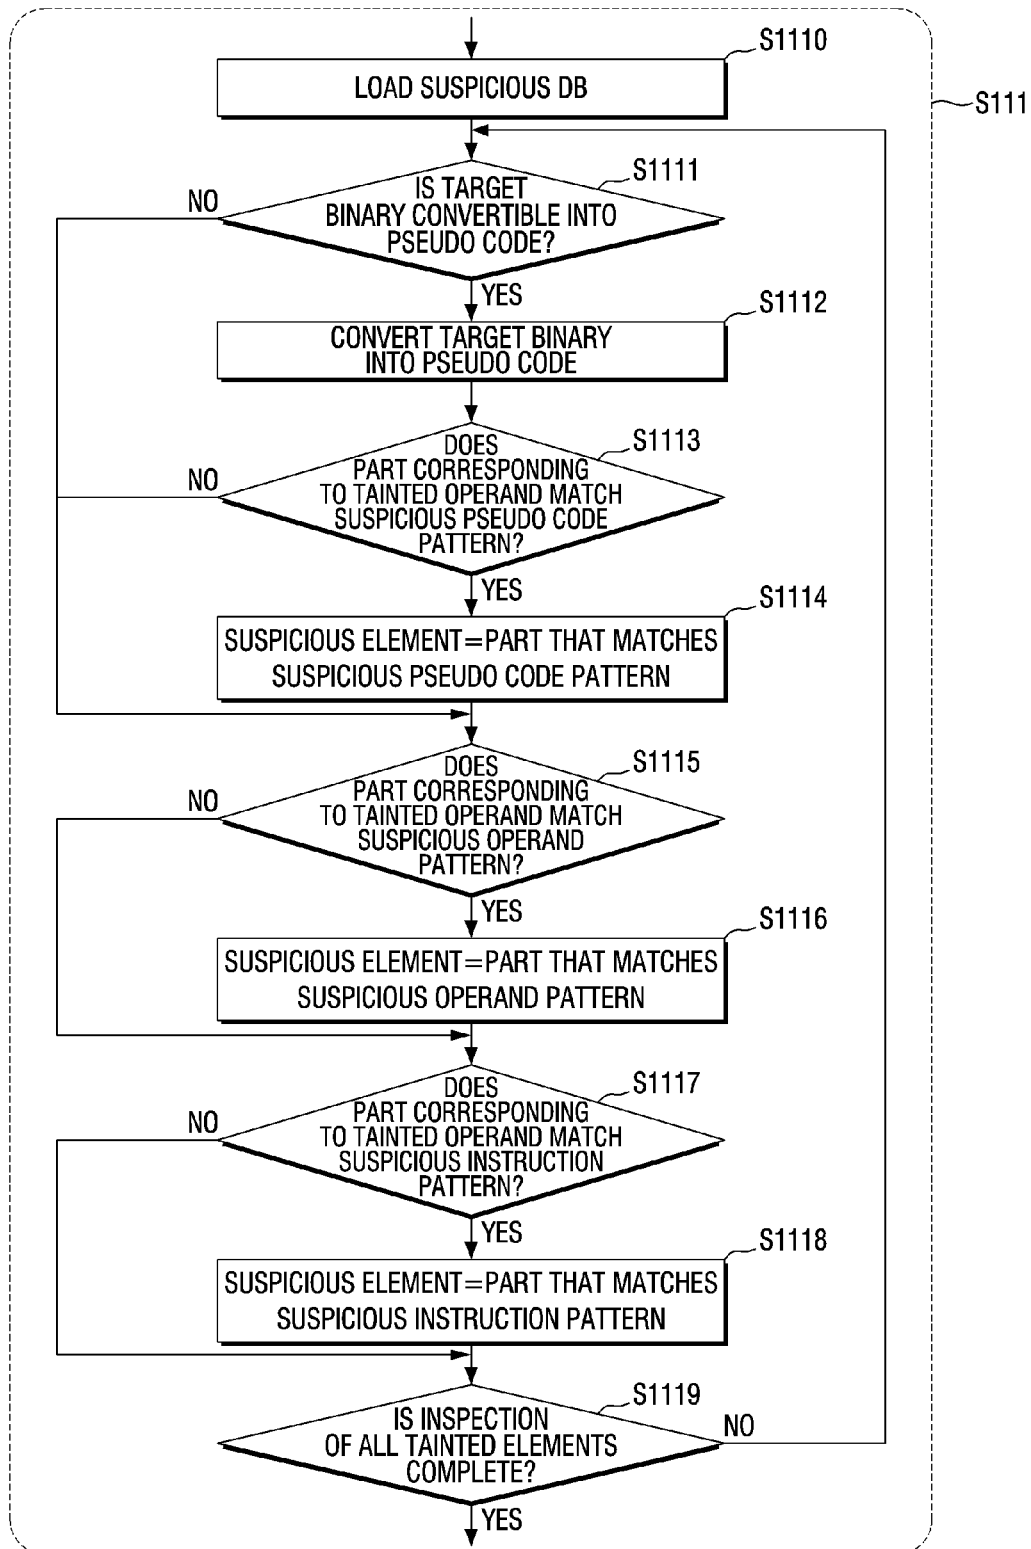 S1110
LOAD SUSPICIOUS DB
S111
S1111
IS TARGET
BINARY CONVERTIBLE INTO
PSEUDO CODE?
NO
YES
S1112
CONVERT TARGET BINARY
INTO PSEUDO CODE
S1113
DOES
PART CORRESPONDING
TO TAINTED OPERAND MATCH
SUSPICIOUS PSEUDO CODE
PATTERN?
NO
YES
S1114
SUSPICIOUS ELEMENT=PART THAT MATCHES
SUSPICIOUS PSEUDO CODE PATTERN
S1115
DOES
PART CORRESPONDING
TO TAINTED OPERAND MATCH
SUSPICIOUS OPERAND
PATTERN?
NO
YES
S1116
SUSPICIOUS ELEMENT=PART THAT MATCHES
SUSPICIOUS OPERAND PATTERN
S1117
DOES
PART CORRESPONDING
TO TAINTED OPERAND MATCH
SUSPICIOUS INSTRUCTION
PATTERN?
NO
YES
S1118
SUSPICIOUS ELEMENT=PART THAT MATCHES
SUSPICIOUS INSTRUCTION PATTERN
S1119
IS INSPECTION
OF ALL TAINTED ELEMENTS
COMPLETE?
NO
YES